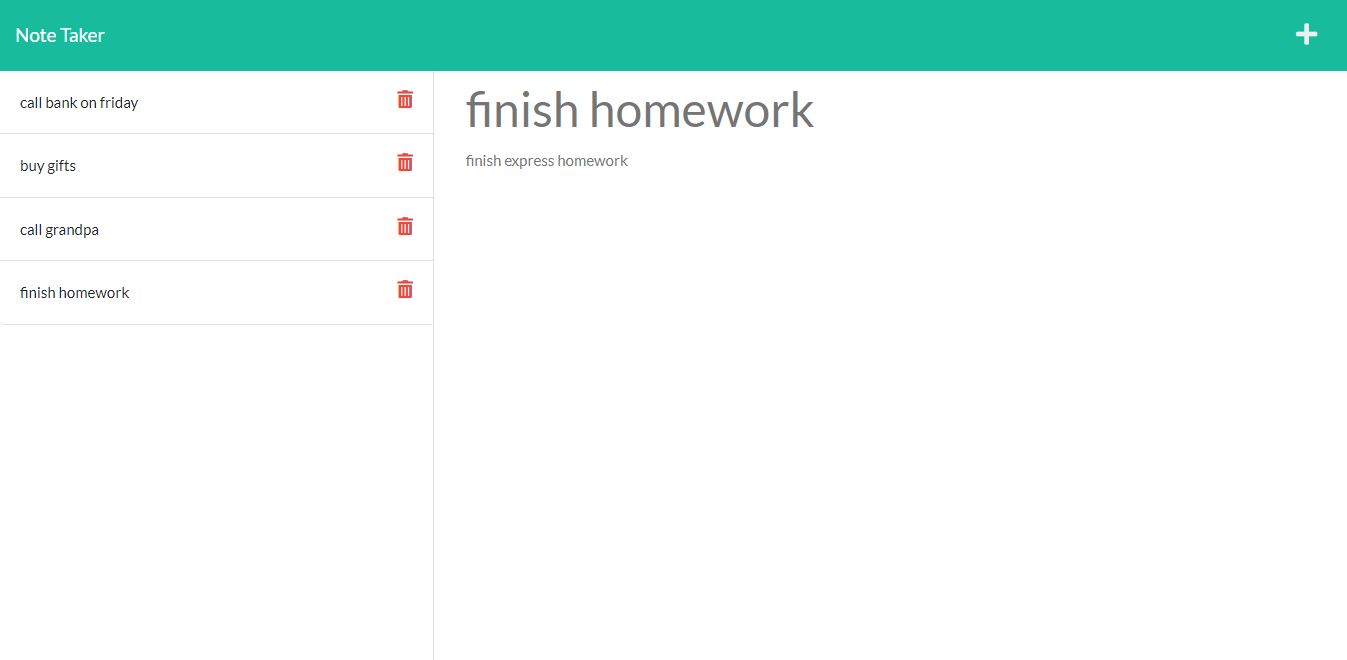 Note Taker
call bank on friday
buy gifts
call grandpa
finish homework
finish homework
finish express homework